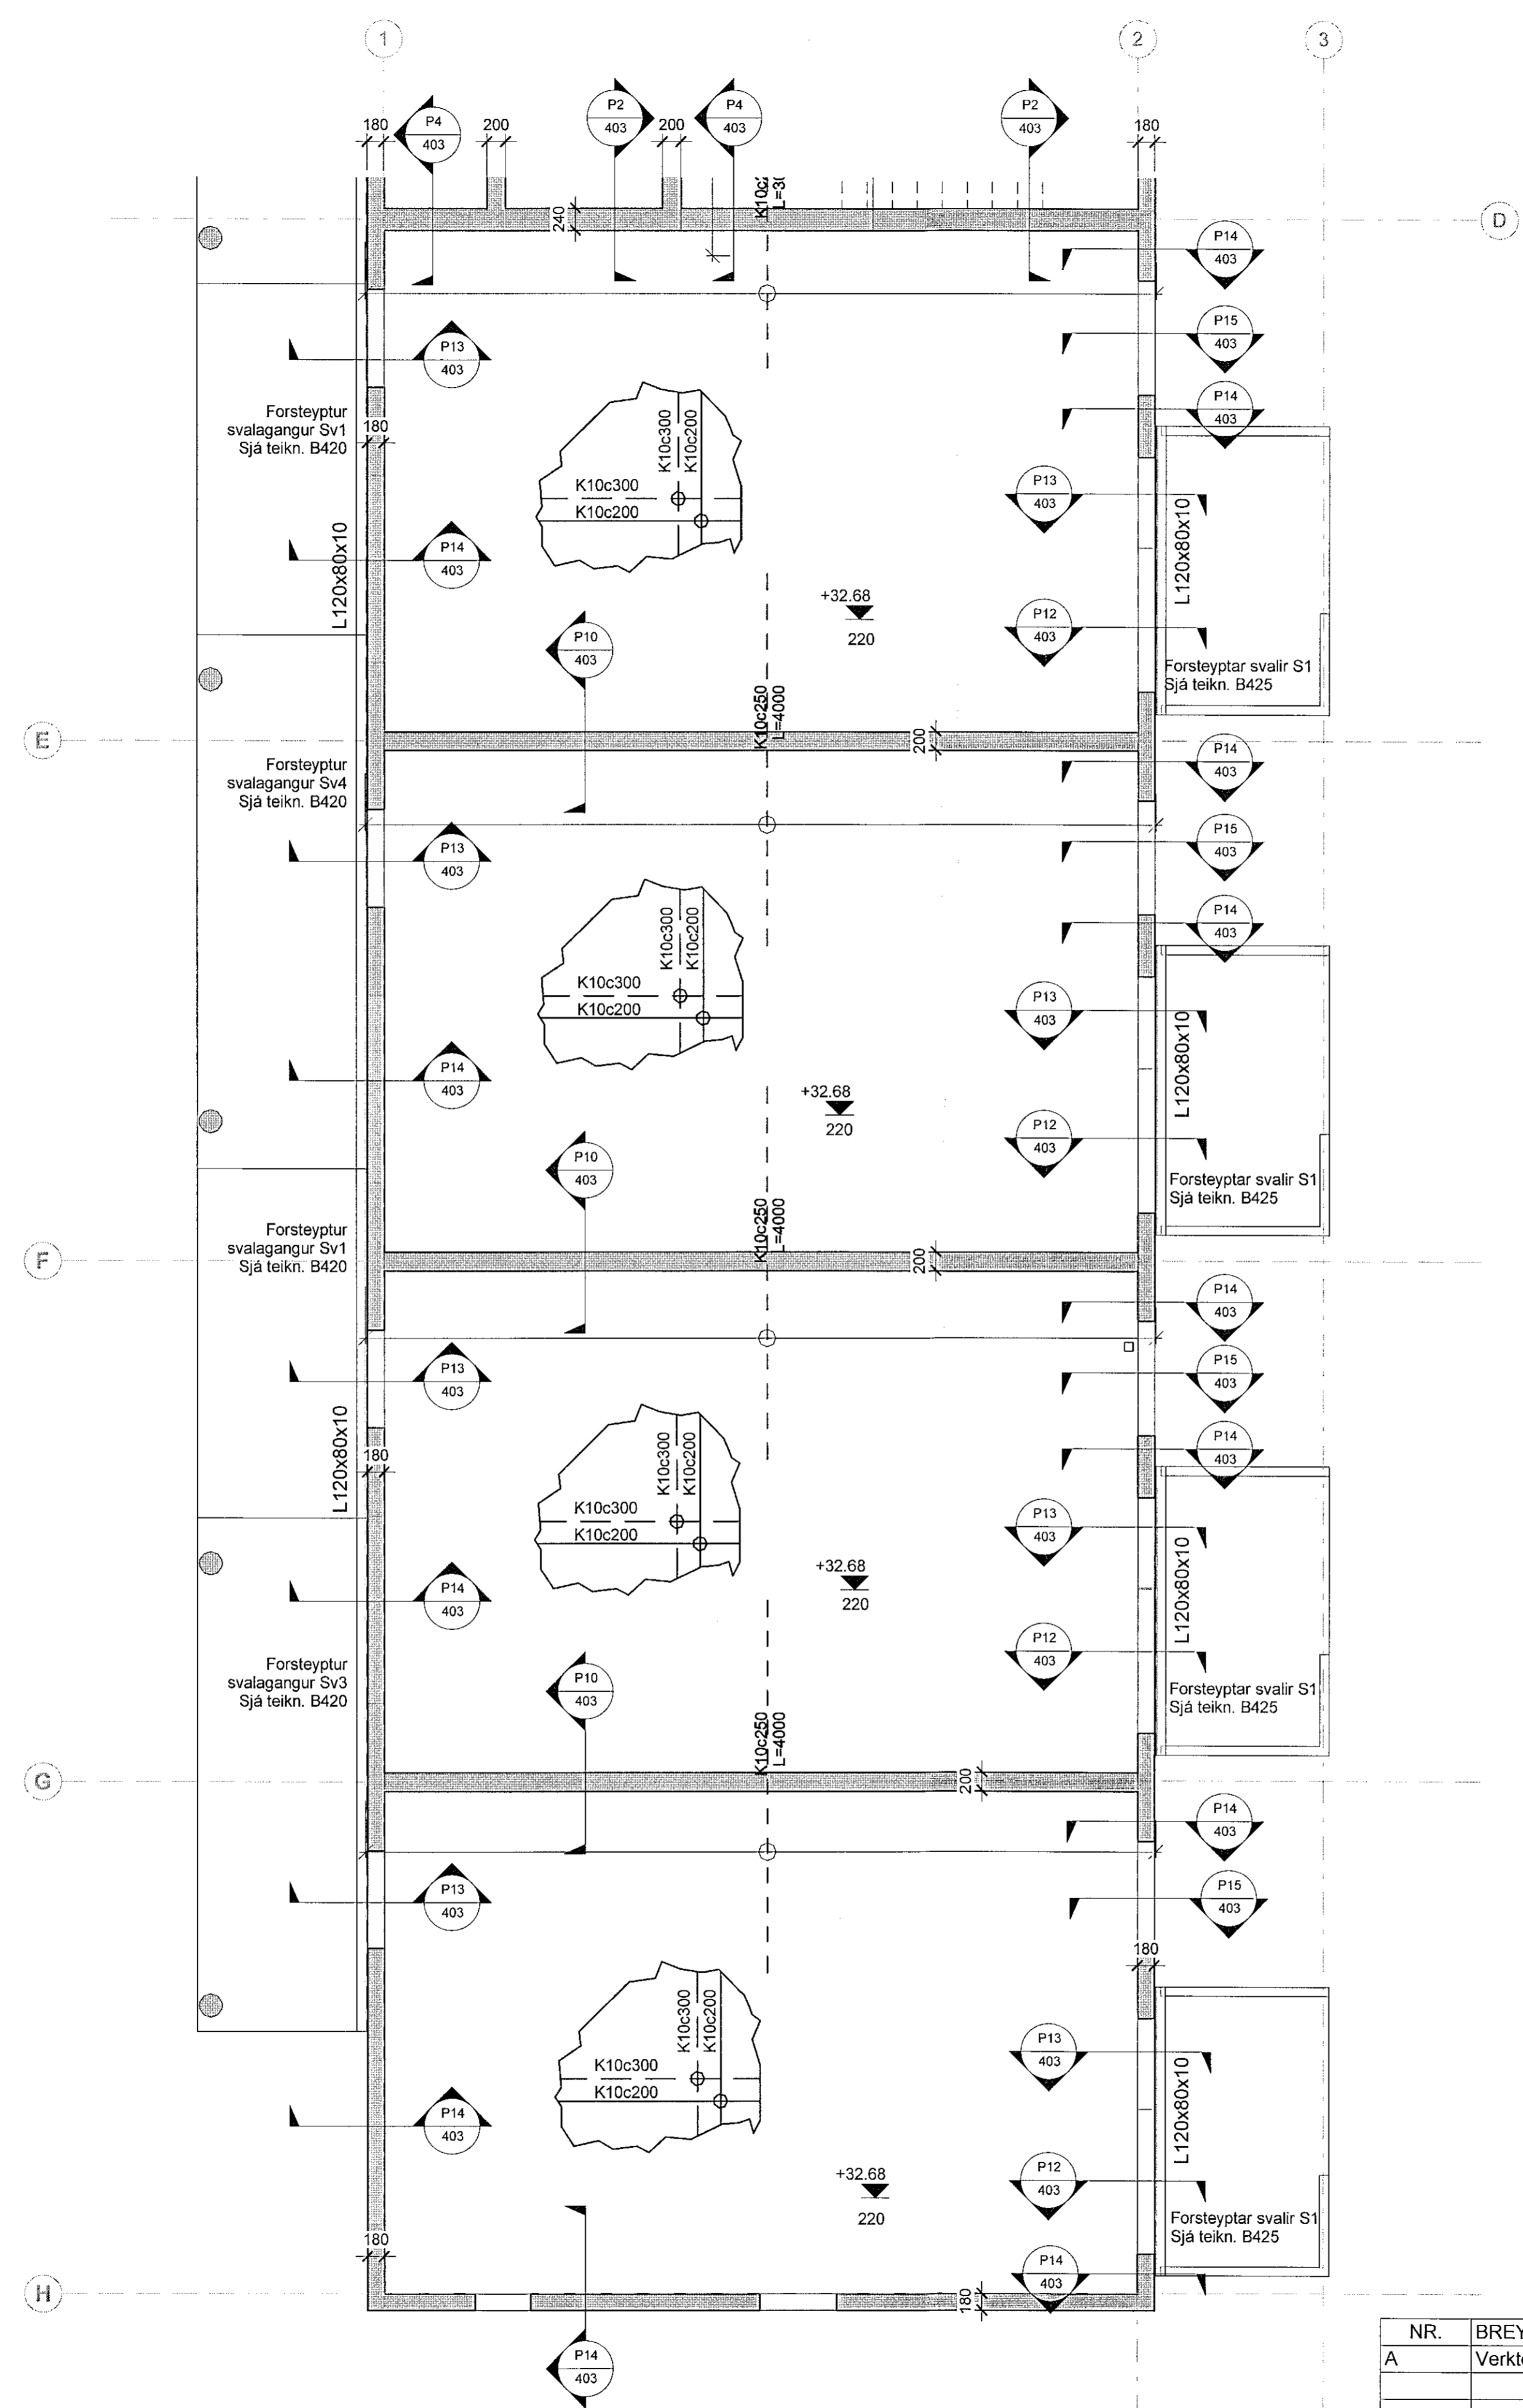 1
2
3
180
P4
403
200
P2
403
200
P4
403
P2
403
180
K10c
L=3
240
D
P14
403
P13
403
P15
403
Forsteyptur
svalagangur Sv1
Sjá teikn. B420
180
P14
403
K10c300
K10c200
K10c300
K10c200
P13
403
L120x80x10
L120x80x10
P14
403
+32.68
220
P12
403
P10
403
Forsteyptar svalir S1
Sjá teikn. B425
K10c250
L=4000
E
200
Forsteyptur
svalagangur Sv4
Sjá teikn. B420
P14
403
P13
403
P15
403
K10c300
K10c200
P14
403
K10c300
K10c200
P13
403
L120x80x10
P14
403
+32.68
220
P12
403
P10
403
Forsteyptar svalir S1
Sjá teikn. B425
K10c250
L=4000
Forsteyptur
svalagangur Sv1
Sjá teikn. B420
F
200
P14
403
P13
403
P15
403
L120x80x10
180
K10c300
K10c200
P14
403
K10c300
K10c200
P13
403
L120x80x10
P14
403
+32.68
220
P12
403
Forsteyptur
svalagangur Sv3
Sjá teikn. B420
P10
403
Forsteyptar svalir S1
Sjá teikn. B425
K10c250
L=4000
G
200
P14
403
P13
403
P15
403
180
K10c300
K10c200
K10c300
K10c200
P13
403
L120x80x10
P14
403
+32.68
220
P12
403
Forsteyptar svalir S1
Sjá teikn. B425
180
P14
403
H
180
P14
403
NR.
BREY
A
Verkt